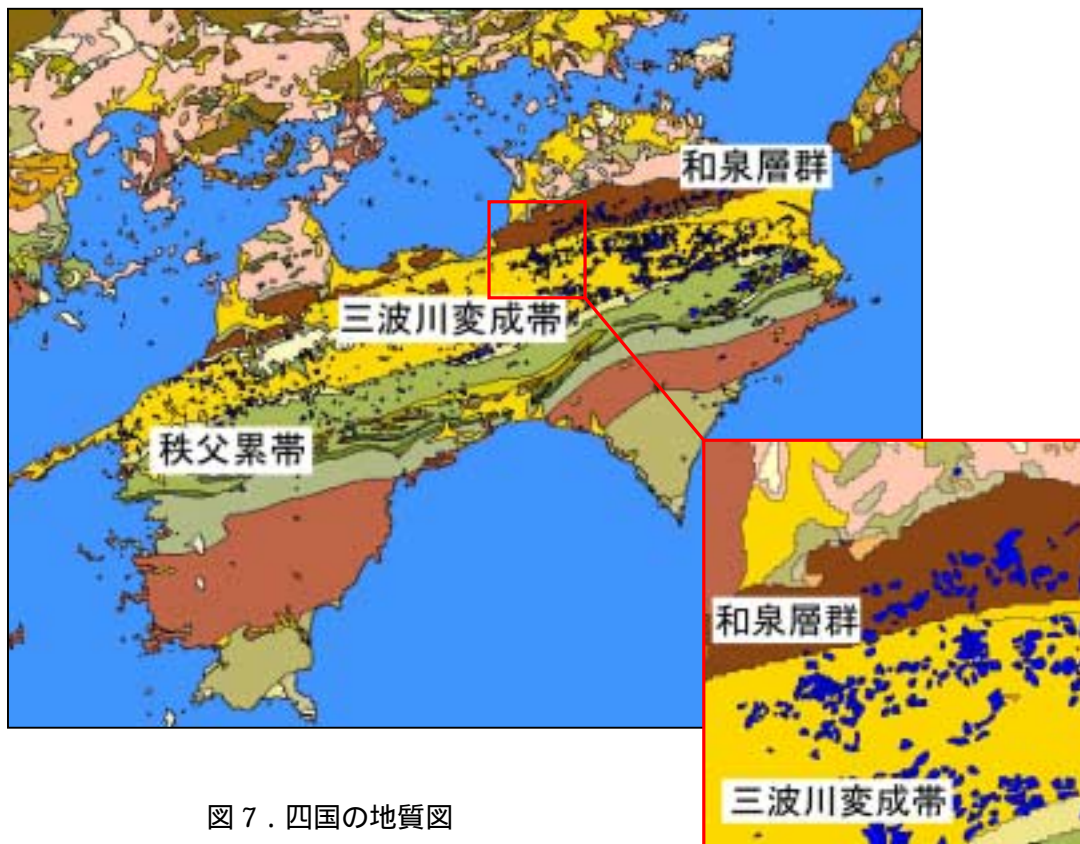 和泉層群
三波川変成帯
秩父累帯
和泉層群
三波川変成帯
図 7 . 四国の地質図